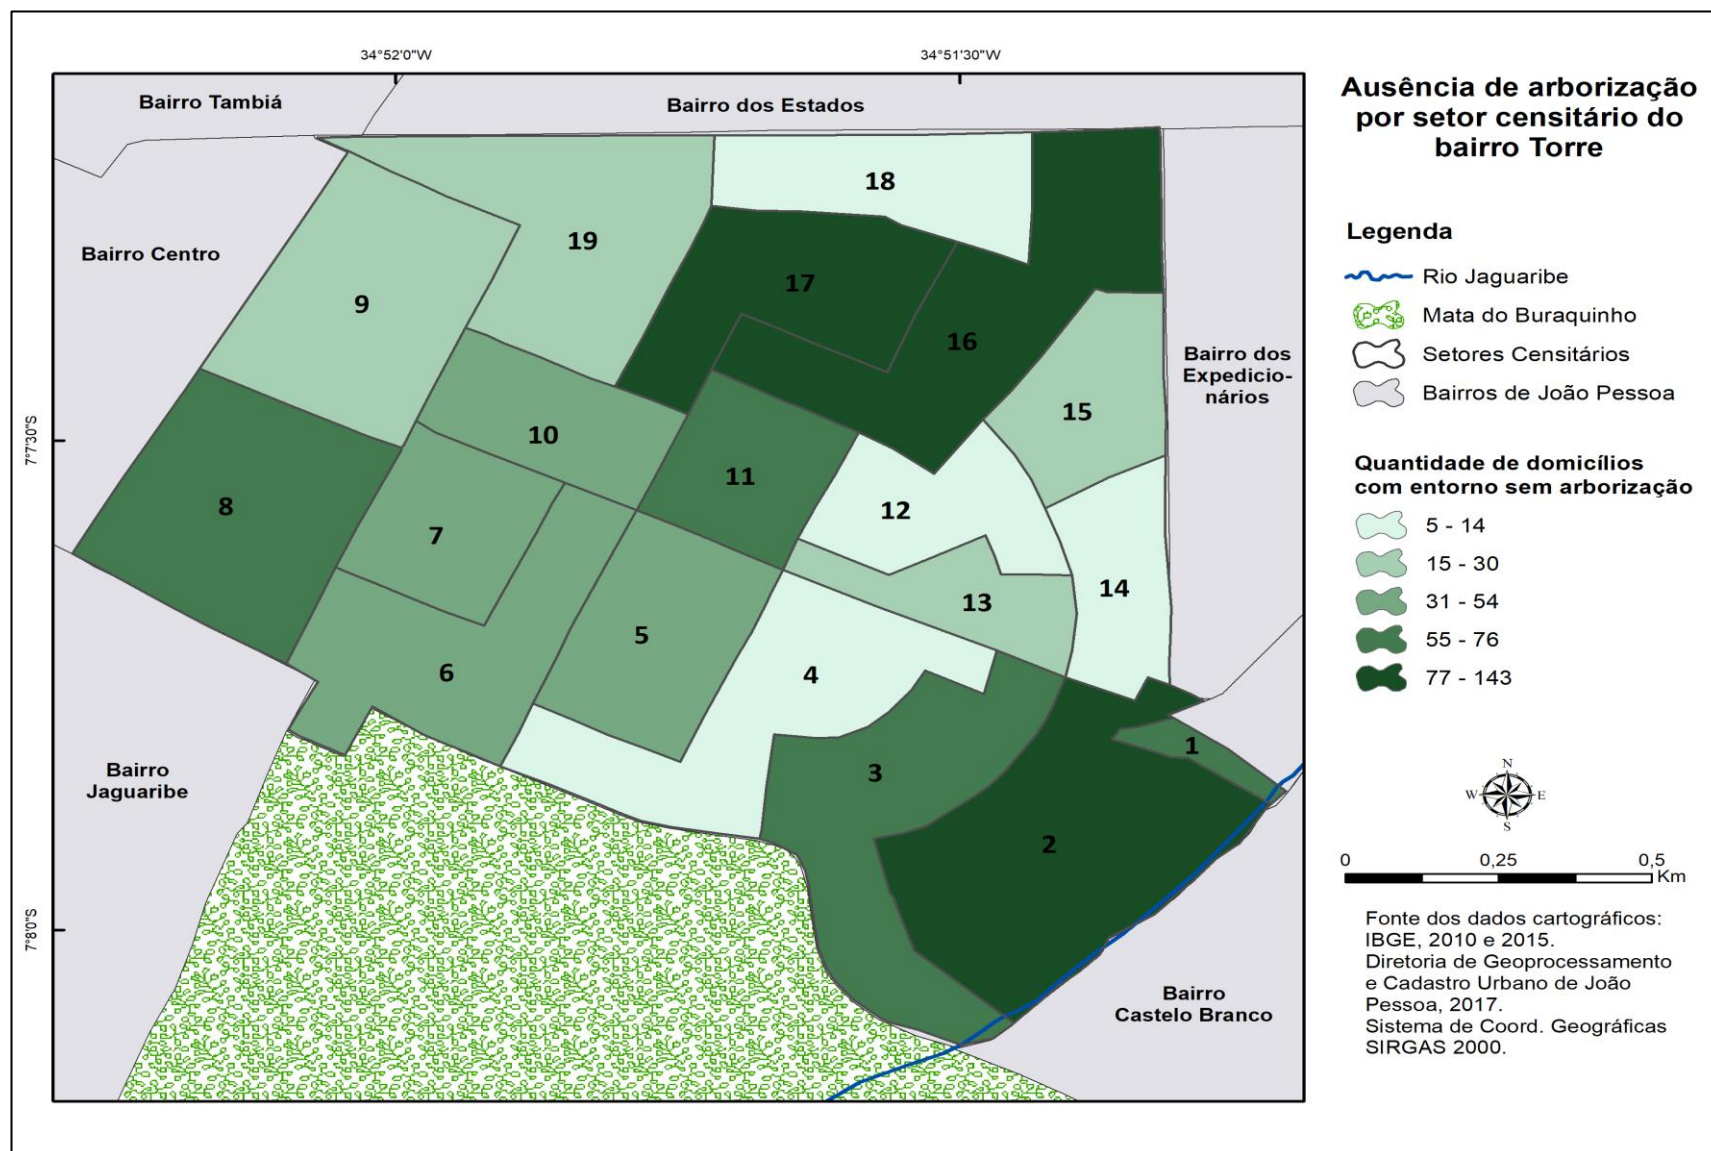 34°52'0"W
34°51'30"W
Bairro Tambiá
Bairro dos Estados
Bairro Centro
18
19
17
9
16
Bairro dos
Expedicio-
nários
15
7°7'30"S
10
11
8
12
7
14
13
5
4
6
1
3
Bairro
Jaguaribe
2
7°8'0"S
Bairro
Castelo Branco
Ausência de arborização
por setor censitário do
bairro Torre
Legenda
Rio Jaguaribe
Mata do Buraquinho
Setores Censitários
Bairros de João Pessoa
Quantidade de domicílios
com entorno sem arborização
5 - 14
15 - 30
31 - 54
55 - 76
77 - 143
N
W E
S
0 0,25 0,5
Km
Fonte dos dados cartográficos:
IBGE, 2010 e 2015.
Diretoria de Geoprocessamento
e Cadastro Urbano de João
Pessoa, 2017.
Sistema de Coord. Geográficas
SIRGAS 2000.